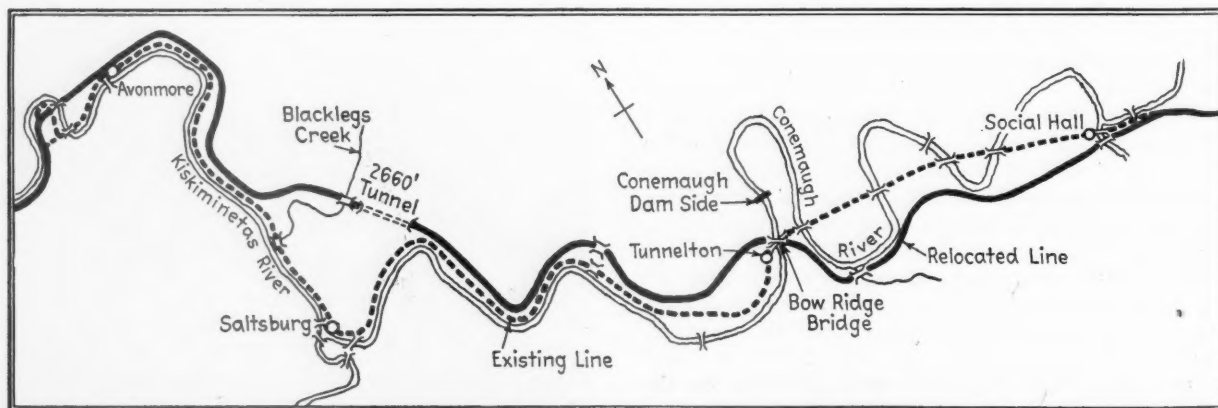 Avonmore
Blacklegs
Creek
2660'
Tunnel
Kiskiminetas
River
Saltsburg
Existing Line
N
Conemaugh
River
Conemaugh
Dam Side
Tunnelton
Bow Ridge
Bridge
Relocated Line
Social Hall